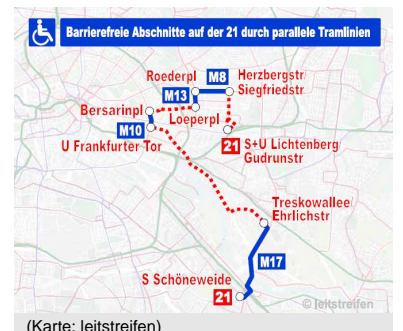 Barrierefreie Abschnitte auf der 21 durch parallele Tramlinien
Roederpl
M8
Herzbergstr
Siegfriedstr
M13
Bersarinpl
Loeperpl
M10
U Frankfurter Tor
21
S+U Lichtenberg
Gudrunstr
Treskowallee/
Ehrlichstr
M17
S Schöneweide
21
© leitstreifen
(Karte: leitstreifen)